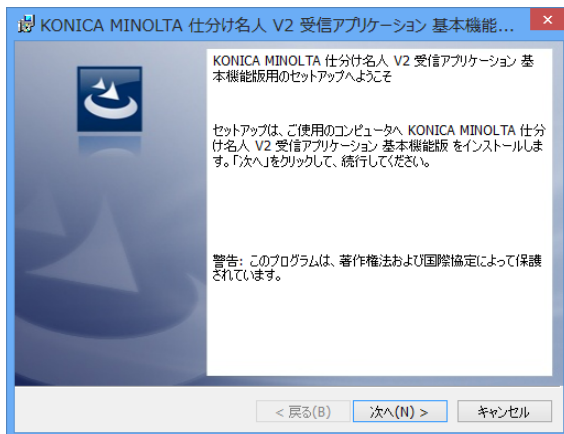 KONICA MINOLTA 仕分け名人 V2 受信アプリケーション 基本機能...
KONICA MINOLTA 仕分け名人 V2 受信アプリケーション 基
本機能版用のセットアップへようこそ
セットアップは、ご使用のコンピュータへ KONICA MINOLTA 仕分
け名人 V2 受信アプリケーション 基本機能版 をインストールしま
す。「次へ」をクリックして、続行してください。
警告: このプログラムは、著作権法および国際協定によって保護
されています。
< 戻る(B)
次へ(N) >
キャンセル